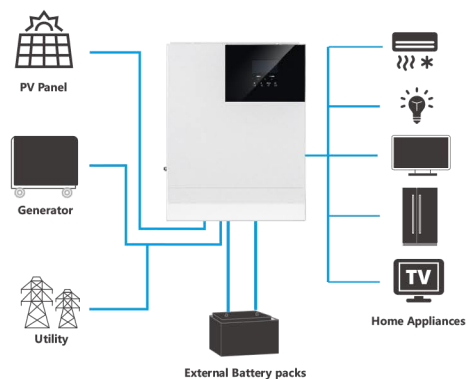 PV Panel
Generator
Utility
External Battery packs
TV
Home Appliances